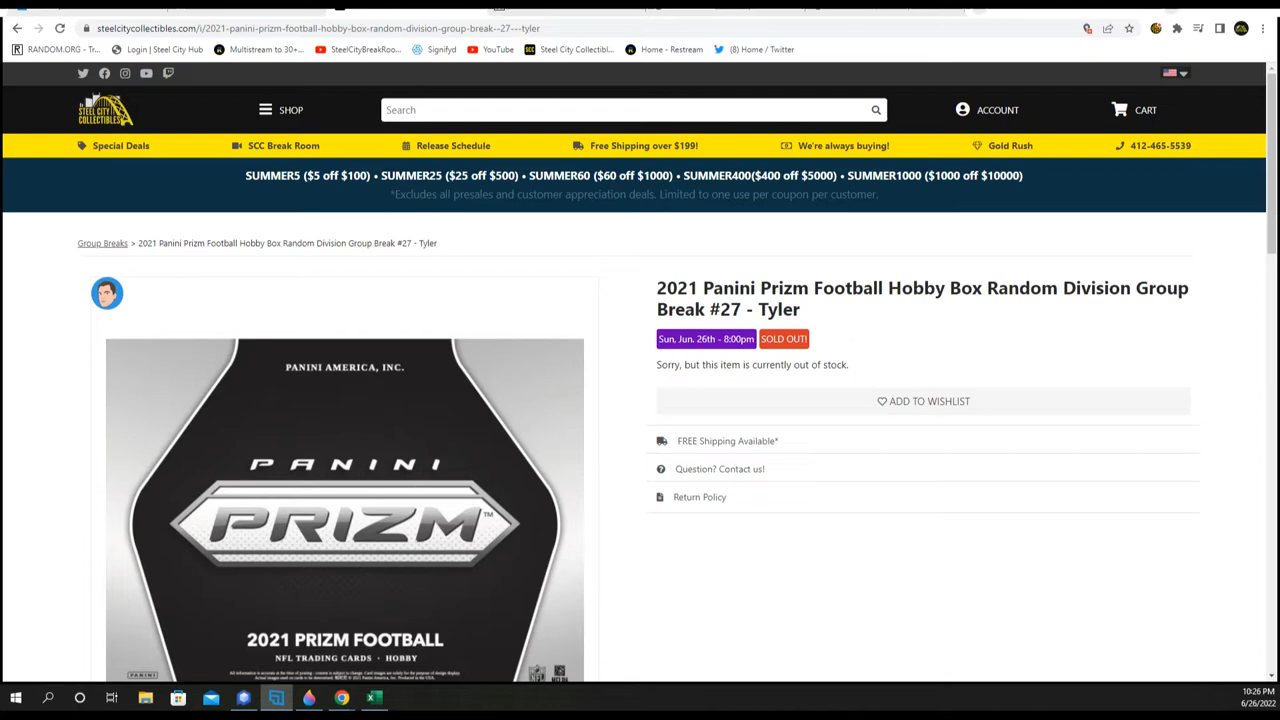 steelcitycollectibles.com/i/2021-panini-prizm-football-hobby-box-random-division-group-break--27---tyler
RANDOM.ORG - Tr... Login | Steel City Hub Multistream to 30+... SteelCityBreakRoo... Signifyd YouTube Steel City Collectibl... Home - Restream (8) Home / Twitter
STEEL CITY COLLECTIBLES
SHOP
Search
ACCOUNT
CART
Special Deals SCC Break Room Release Schedule Free Shipping over $199! We're always buying! Gold Rush 412-465-5539
SUMMER5 ($5 off $100) • SUMMER25 ($25 off $500) • SUMMER60 ($60 off $1000) • SUMMER400($400 off $5000) • SUMMER1000 ($1000 off $10000)
*Excludes all presales and customer appreciation deals. Limited to one use per coupon per customer.
Group Breaks > 2021 Panini Prizm Football Hobby Box Random Division Group Break #27 - Tyler
PANINI AMERICA, INC.
PANINI
PRIZM™
2021 PRIZM FOOTBALL
NFL TRADING CARDS • HOBBY
PANINI
2021 Panini Prizm Football Hobby Box Random Division Group
Break #27 - Tyler
Sun, Jun. 26th - 8:00pm SOLD OUT!
Sorry, but this item is currently out of stock.
ADD TO WISHLIST
FREE Shipping Available*
Question? Contact us!
Return Policy
10:26 PM
6/26/2022